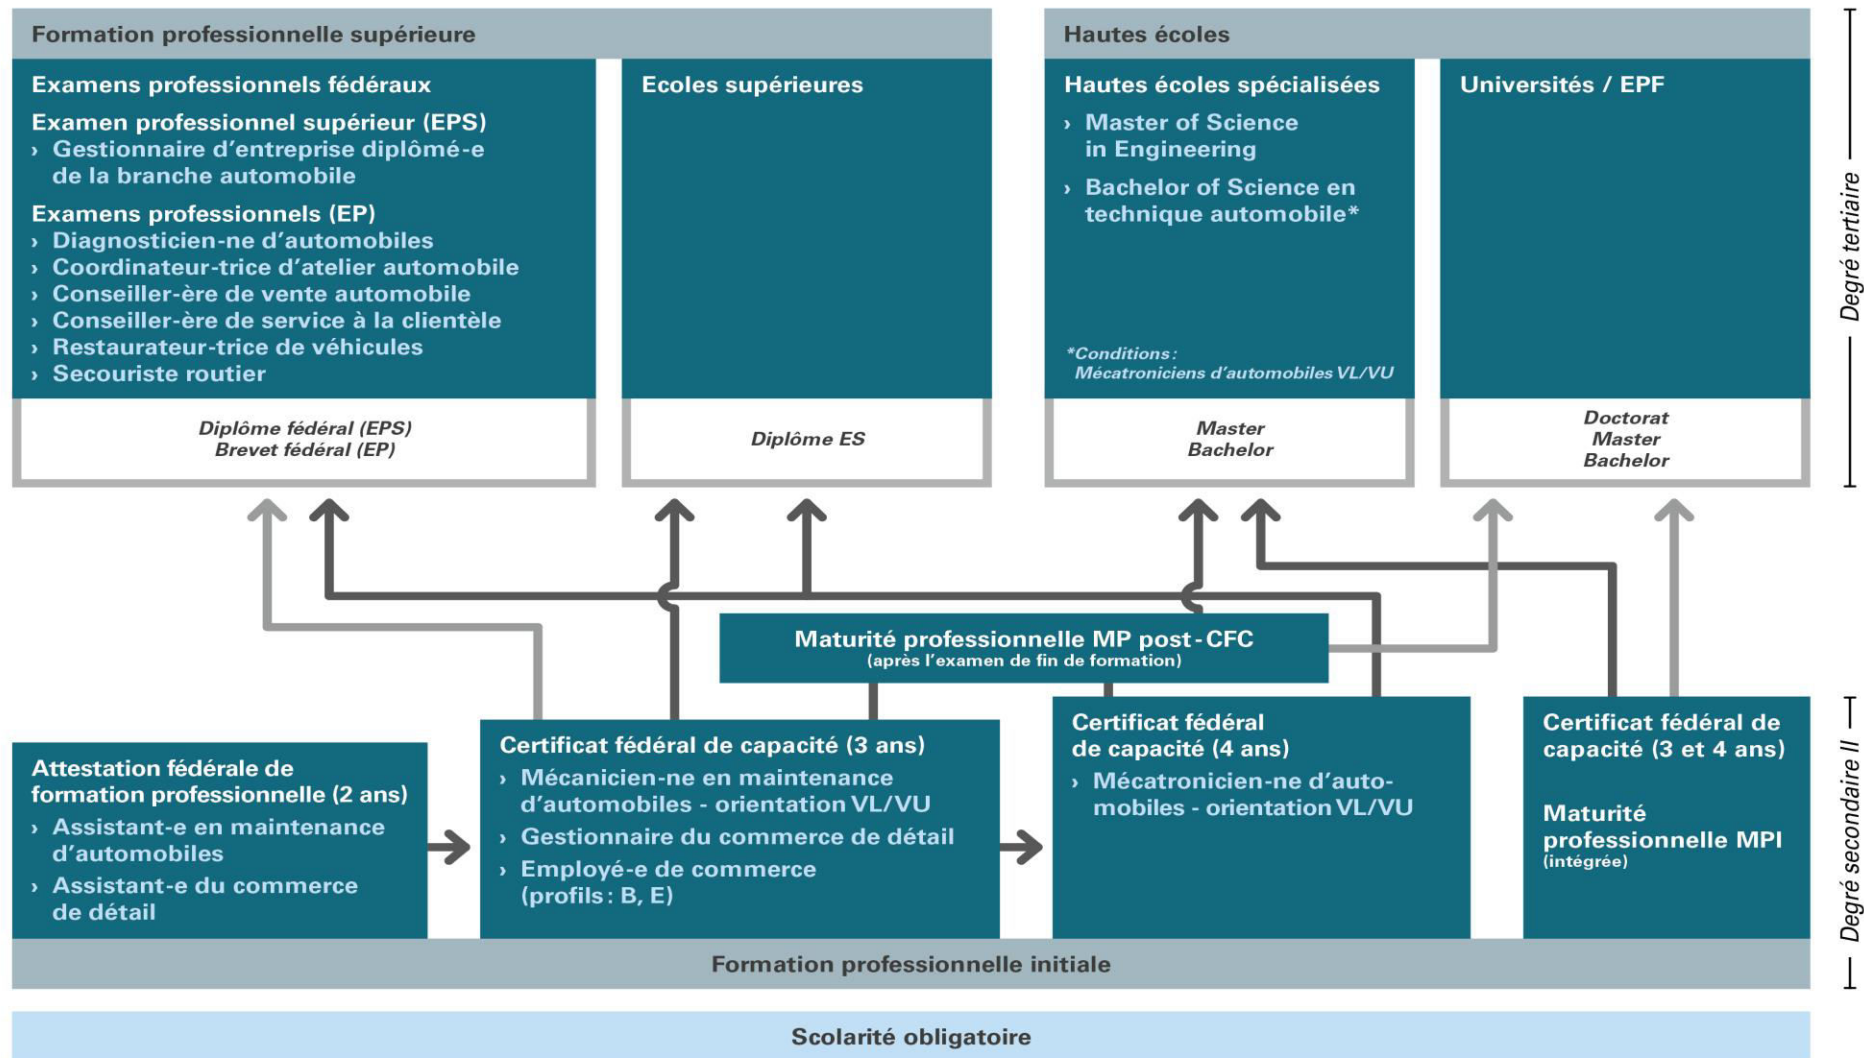 Formation professionnelle supérieure
Examens professionnels fédéraux
Examen professionnel supérieur (EPS)
› Gestionnaire d’entreprise diplômé-e
de la branche automobile
Examens professionnels (EP)
› Diagnosticien-ne d’automobiles
› Coordinateur-trice d’atelier automobile
› Conseiller-ère de vente automobile
› Conseiller-ère de service à la clientèle
› Restaurateur-trice de véhicules
› Secouriste routier
Diplôme fédéral (EPS)
Brevet fédéral (EP)
Ecoles supérieures
Diplôme ES
Hautes écoles
Hautes écoles spécialisées
› Master of Science
in Engineering
› Bachelor of Science en
technique automobile*
*Conditions :
Mécatroniciens d’automobiles VL/VU
Master
Bachelor
Universités / EPF
Doctorat
Master
Bachelor
Degré tertiaire
Maturité professionnelle MP post-CFC
(après l’examen de fin de formation)
Attestation fédérale de
formation professionnelle (2 ans)
› Assistant-e en maintenance
d’automobiles
› Assistant-e du commerce
de détail
Certificat fédéral de capacité (3 ans)
› Mécanicien-ne en maintenance
d’automobiles - orientation VL/VU
› Gestionnaire du commerce de détail
› Employé-e de commerce
(profils : B, E)
Certificat fédéral
de capacité (4 ans)
› Mécatronicien-ne d’auto-
mobiles - orientation VL/VU
Certificat fédéral de
capacité (3 et 4 ans)
Maturité
professionnelle MPI
(intégrée)
Degré secondaire II
Formation professionnelle initiale
Scolarité obligatoire